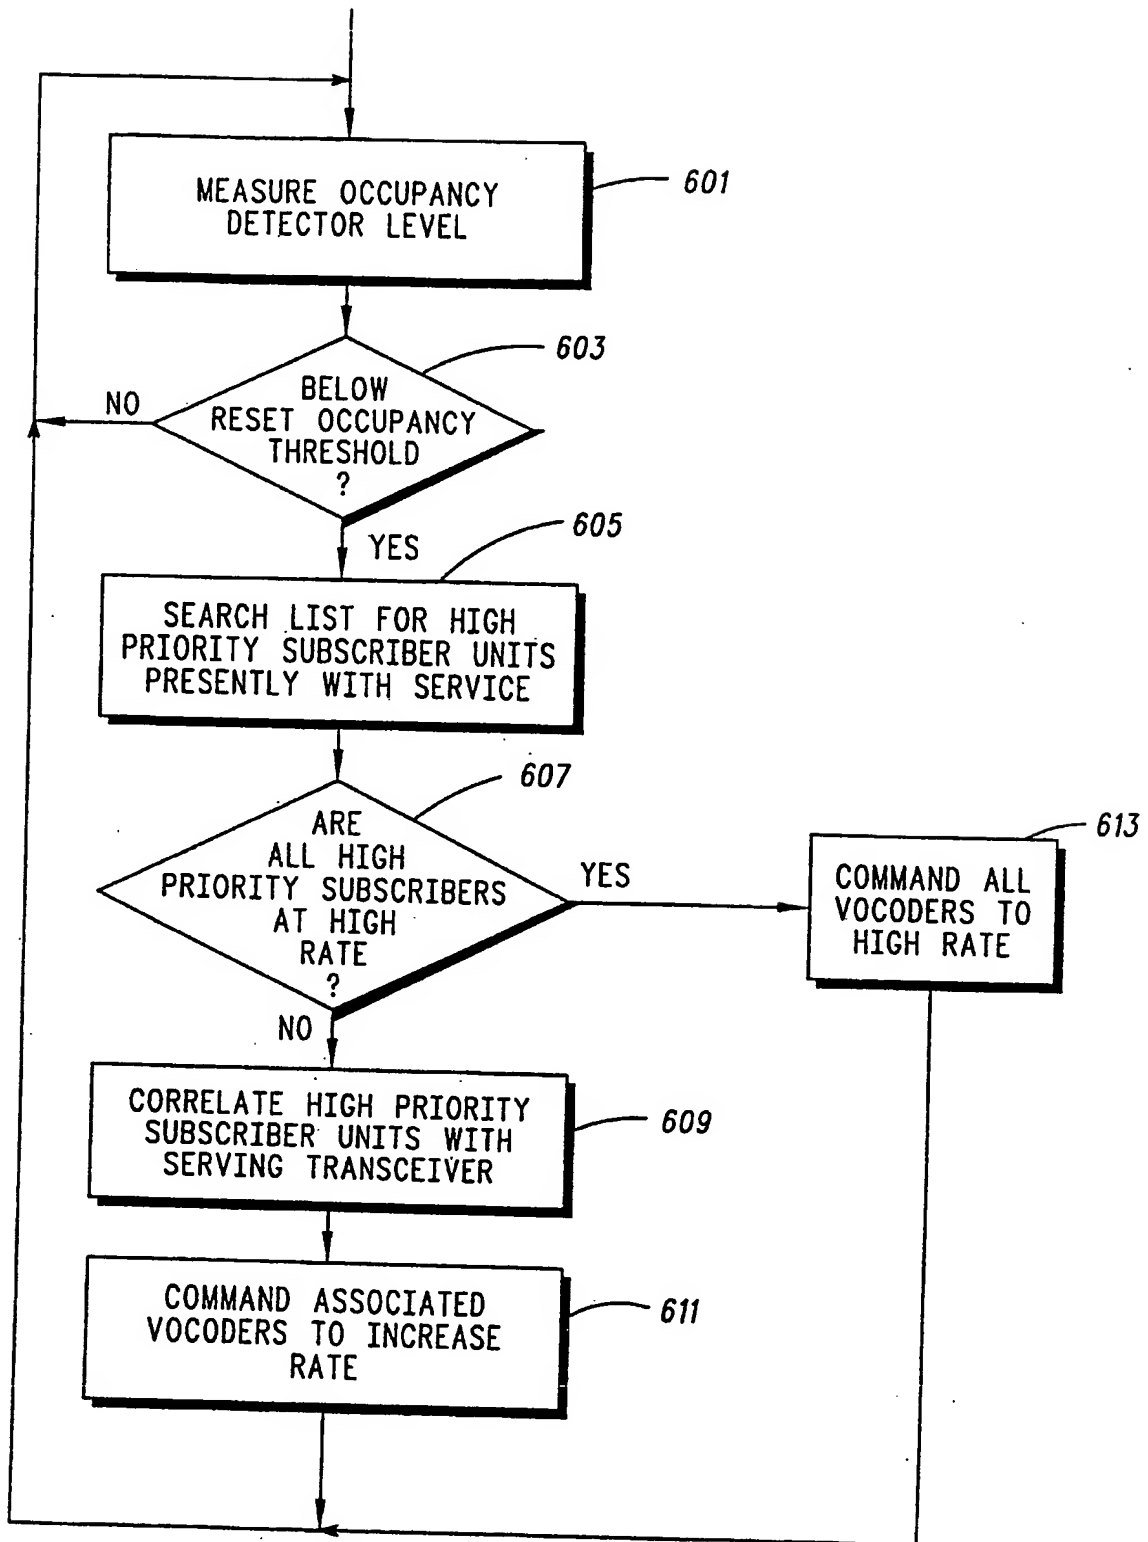 MEASURE OCCUPANCY
DETECTOR LEVEL
601
603
BELOW
RESET OCCUPANCY
THRESHOLD
?
NO
YES
605
SEARCH LIST FOR HIGH
PRIORITY SUBSCRIBER UNITS
PRESENTLY WITH SERVICE
607
ARE
ALL HIGH
PRIORITY SUBSCRIBERS
AT HIGH
RATE
?
YES
613
COMMAND ALL
VOCODERS TO
HIGH RATE
NO
CORRELATE HIGH PRIORITY
SUBSCRIBER UNITS WITH
SERVING TRANSCEIVER
609
COMMAND ASSOCIATED
VOCODERS TO INCREASE
RATE
611